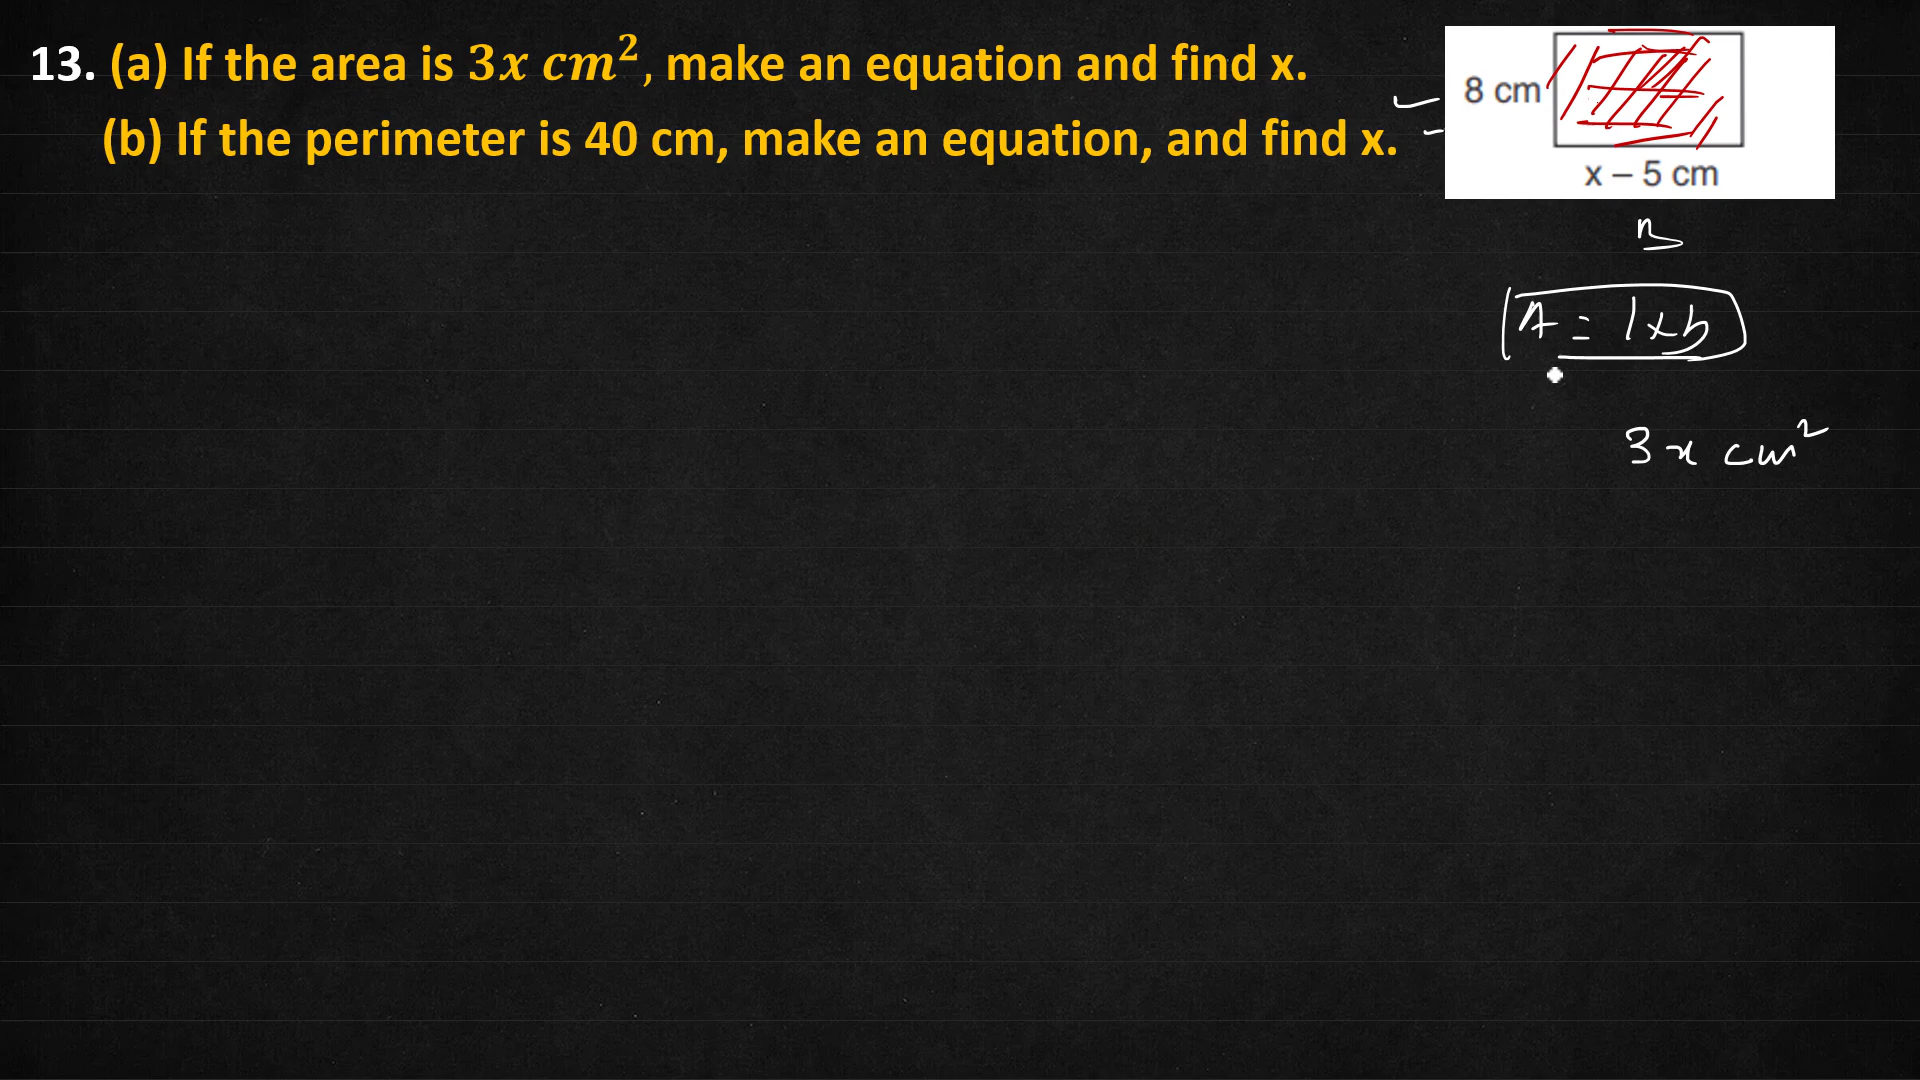 13. (a) If the area is 3x cm², make an equation and find x.
(b) If the perimeter is 40 cm, make an equation, and find x.
8 cm
x – 5 cm
A = l x b
3x cm²